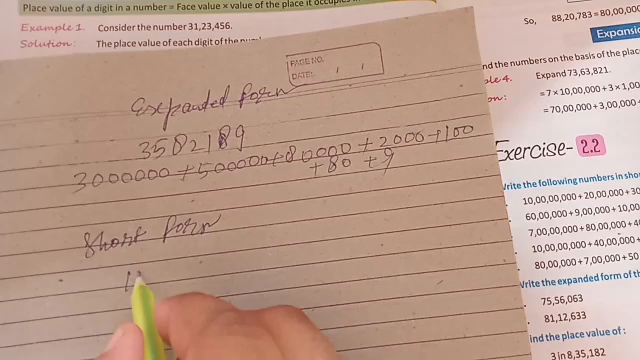 Place value of a digit in a number = Face value × value of the place it occupies
Example 1. Consider the number 31,23,456.
Solution: The place value of each digit of the
PAGE NO.
DATE:
Expanded form
3582189
3000000 + 500000 + 80000 + 2000 + 100
+ 80 + 9
Short form
So, 88,20,783 = 80,00,00
Expansi
nd the numbers on the basis of the place
ple 4. Expand 73,63,821.
on: = 7 × 10,00,000 + 3 × 1,00
= 70,00,000 + 3,00,000 +
Exercise- 2.2
Write the following numbers in short
10,00,00,000 + 20,00,000 + 30
60,00,000 + 9,00,000 + 10,00
7,00,00,000 + 80,00,000 + 40
10,00,00,000 + 40,00,000 +
80,00,000 + 7,00,000 + 50
Write the expanded form of th
75,56,063
81,12,633
ind the place value of:
3 in 8,35,182